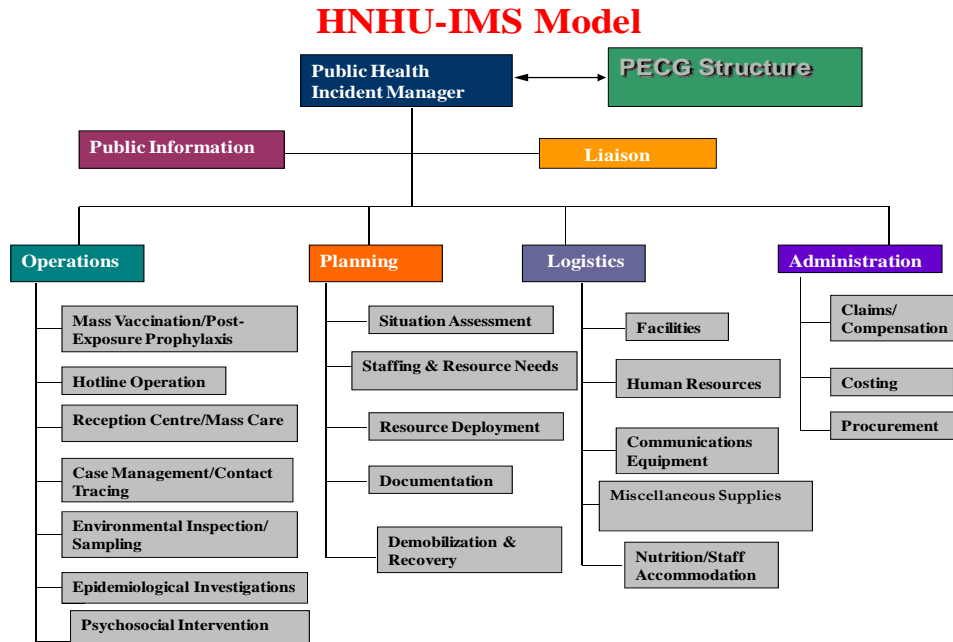 HNHU-IMS Model
Public Health
Incident Manager
PECG Structure
Public Information
Liaison
Operations
Planning
Logistics
Administration
Mass Vaccination/Post-
Exposure Prophylaxis
Hotline Operation
Reception Centre/Mass Care
Case Management/Contact
Tracing
Environmental Inspection/
Sampling
Epidemiological Investigations
Psychosocial Intervention
Situation Assessment
Staffing & Resource Needs
Resource Deployment
Documentation
Demobilization &
Recovery
Facilities
Human Resources
Communications
Equipment
Miscellaneous Supplies
Nutrition/Staff
Accommodation
Claims/
Compensation
Costing
Procurement